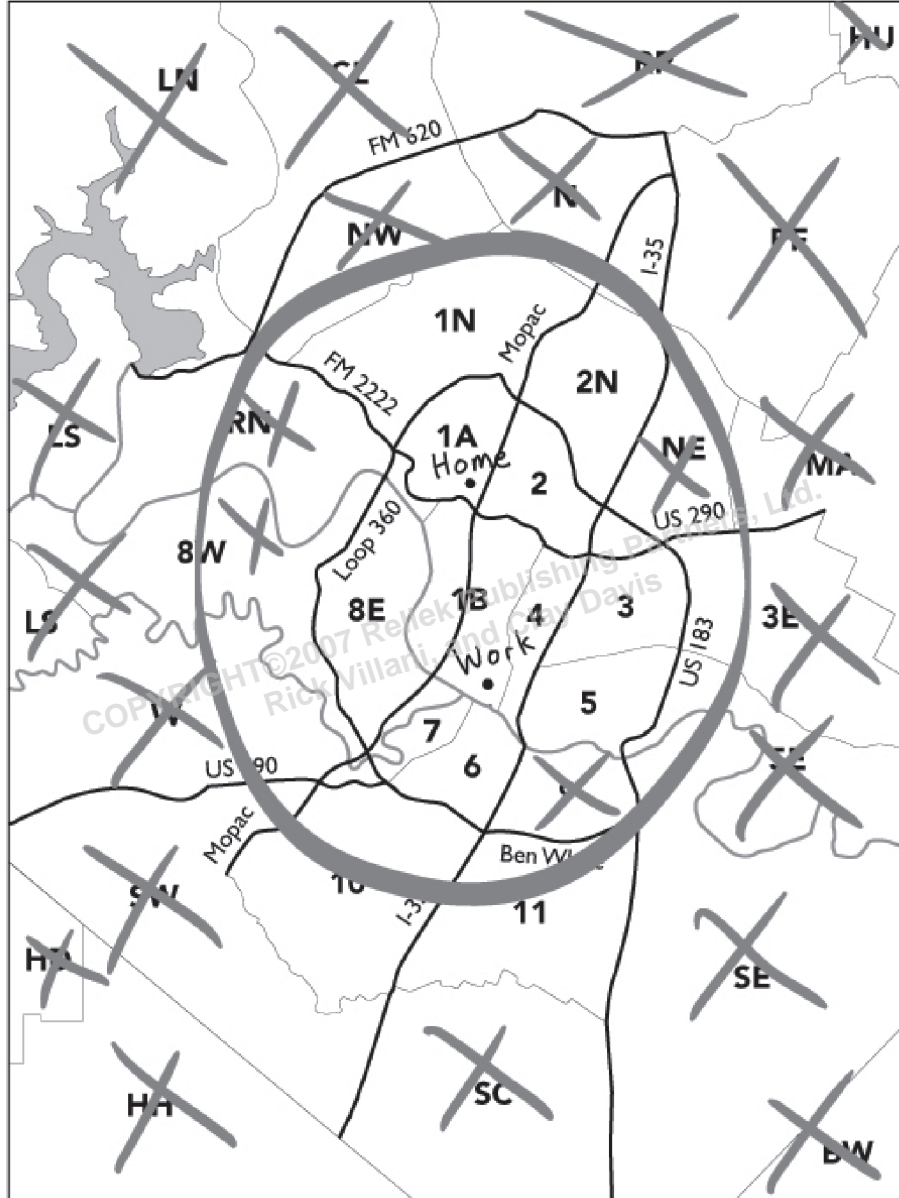 HU
LN
FM 620
N
NW
I-35
1N
Mopac
FM 2222
2N
RN
LS
1A
Home
NE
MA
2
US 290
Loop 360
8W
8E
1B
4
3
3E
LS
Work
US 183
COPYRIGHT©2007 ReneK Publishing Partners, Ltd.
Rick Villani, and Clay Davis
W
5
7
6
US 290
Mopac
Ben White
10
I-35
11
SW
HD
SE
HH
SC
BW